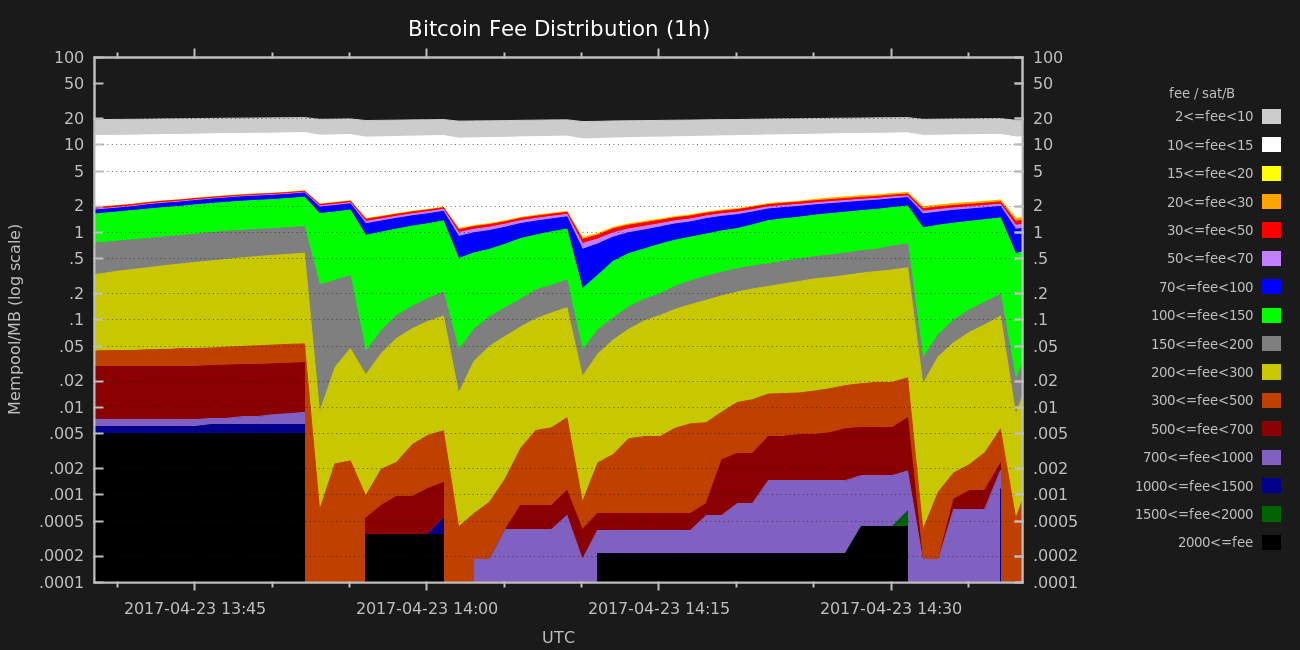 Bitcoin Fee Distribution (1h)
100 100
50 50
20 20
10 10
5 5
2 2
1 1
.5 .5
.2 .2
.1 .1
.05 .05
.02 .02
.01 .01
.005 .005
.002 .002
.001 .001
.0005 .0005
.0002 .0002
.0001 .0001
Mempool/MB (log scale)
2017-04-23 13:45 2017-04-23 14:00 2017-04-23 14:15 2017-04-23 14:30
UTC
fee / sat/B
2<=fee<10
10<=fee<15
15<=fee<20
20<=fee<30
30<=fee<50
50<=fee<70
70<=fee<100
100<=fee<150
150<=fee<200
200<=fee<300
300<=fee<500
500<=fee<700
700<=fee<1000
1000<=fee<1500
1500<=fee<2000
2000<=fee